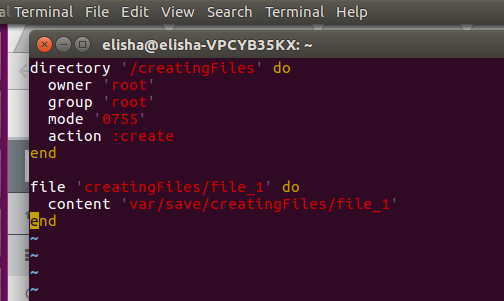 al Terminal File Edit View Search Terminal Help
elisha@elisha-VPCYB35KX: ~
directory '/creatingFiles' do
  owner 'root'
  group 'root'
  mode '0755'
  action :create
end

file 'creatingFiles/file_1' do
  content 'var/save/creatingFiles/file_1'
end
~
~
~
~